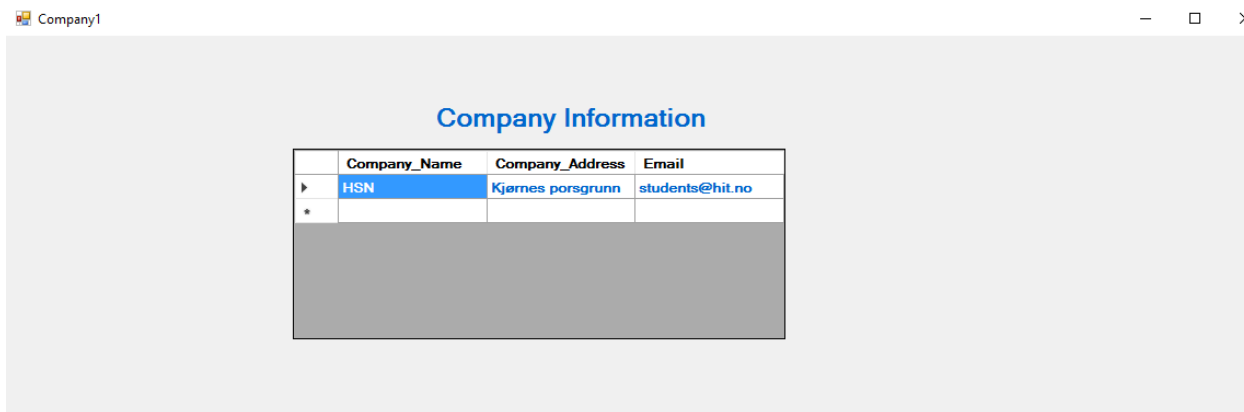 Company1
Company Information
Company_Name Company_Address Email
HSN Kjørnes porsgrunn students@hit.no
*